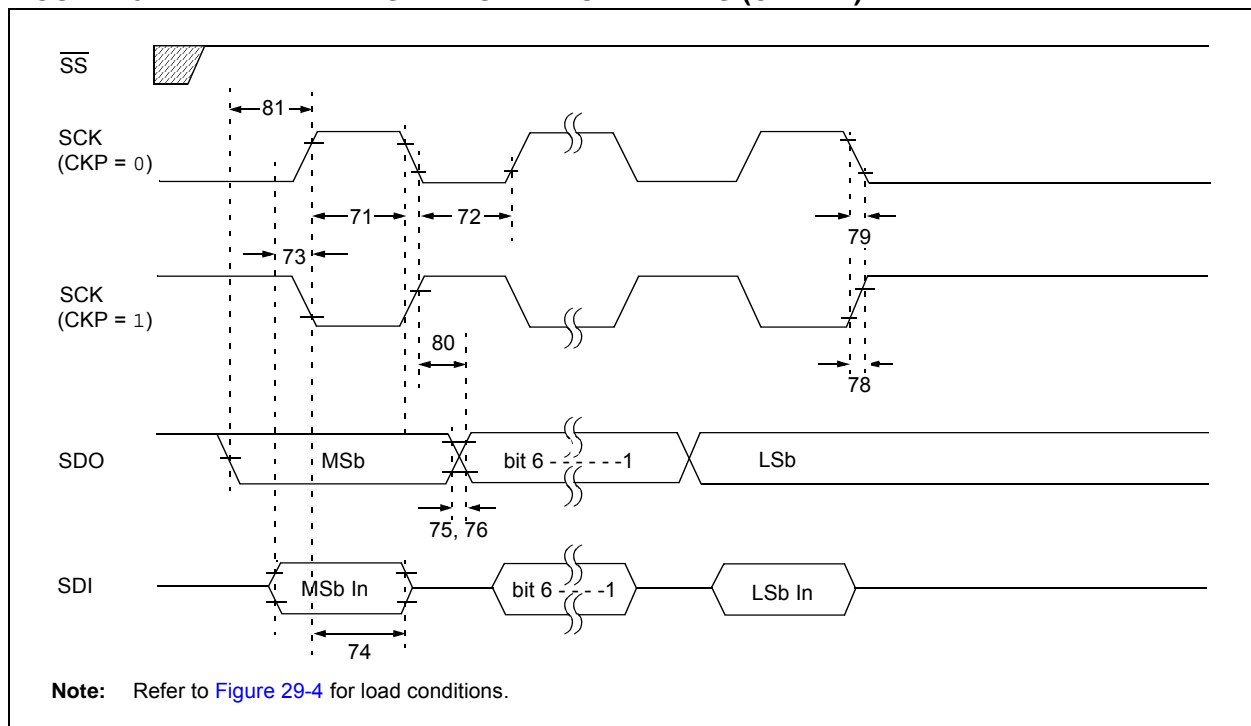 SS
81
SCK
(CKP = 0)
71
72
79
73
SCK
(CKP = 1)
80
78
SDO
MSb
bit 6 - - - - - - -1
LSb
75, 76
SDI
MSb In
bit 6 - - - -1
LSb In
74
Note: Refer to Figure 29-4 for load conditions.